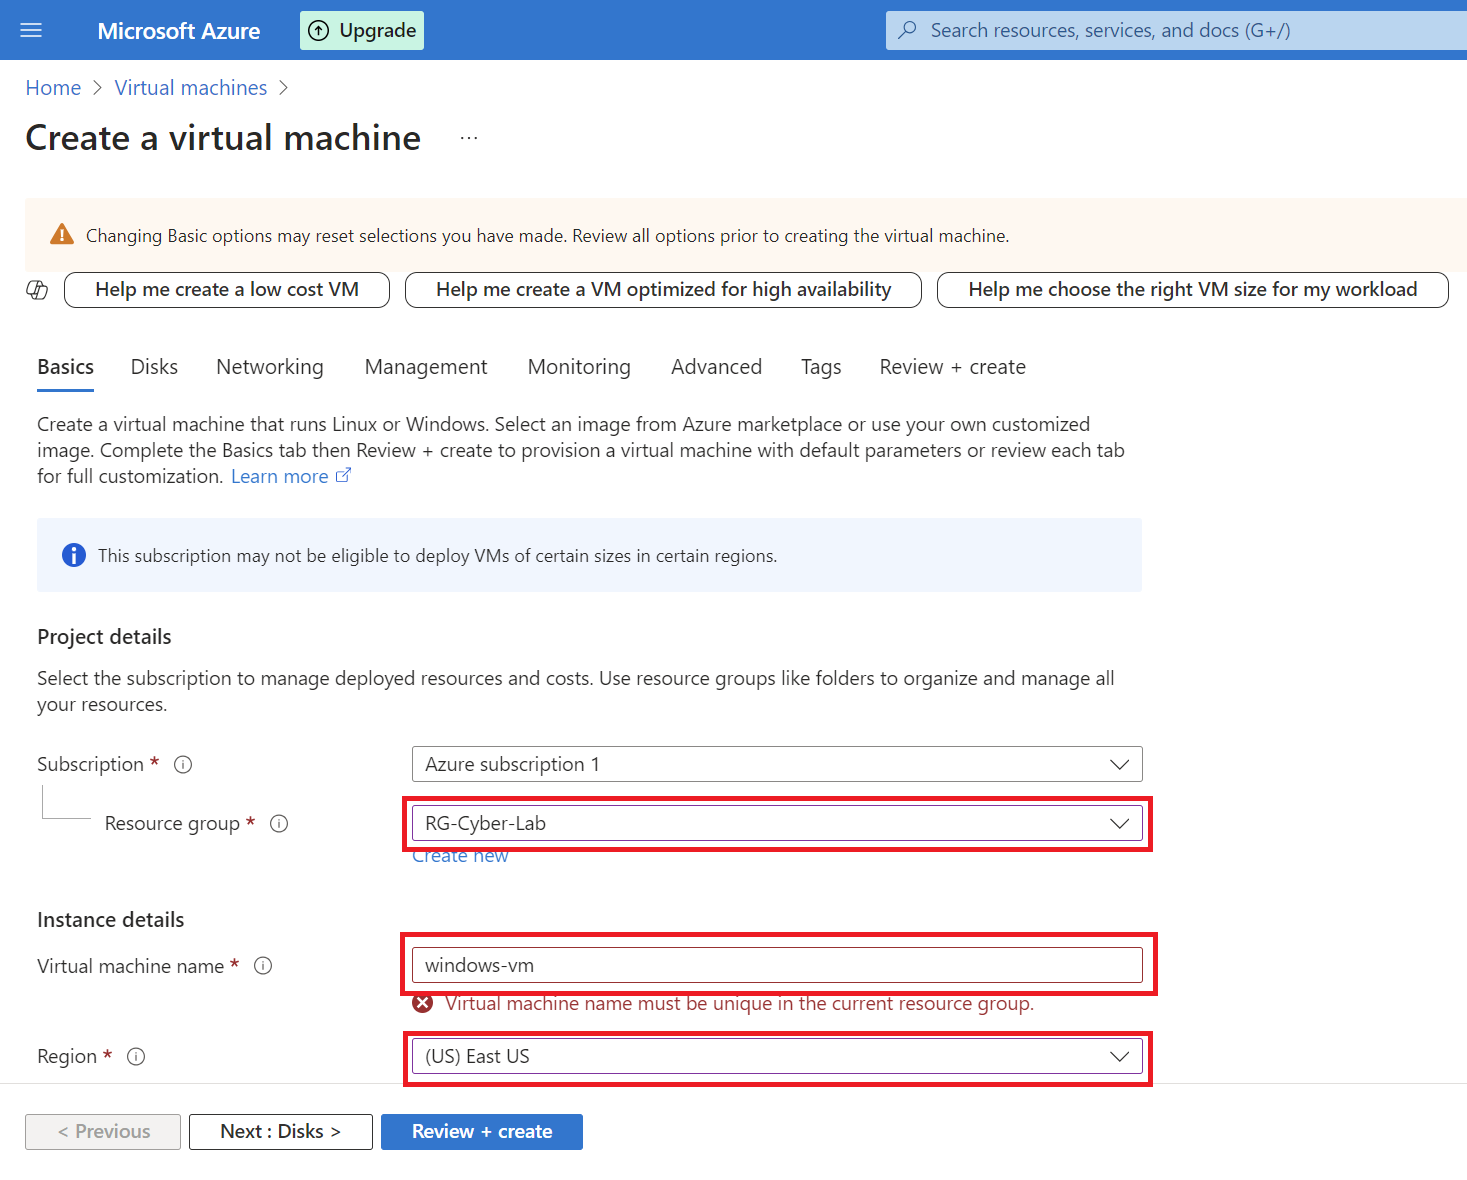 Microsoft Azure
Upgrade
Search resources, services, and docs (G+/)
Home > Virtual machines >
Create a virtual machine ...
Changing Basic options may reset selections you have made. Review all options prior to creating the virtual machine.
Help me create a low cost VM
Help me create a VM optimized for high availability
Help me choose the right VM size for my workload
Basics Disks Networking Management Monitoring Advanced Tags Review + create
Create a virtual machine that runs Linux or Windows. Select an image from Azure marketplace or use your own customized
image. Complete the Basics tab then Review + create to provision a virtual machine with default parameters or review each tab
for full customization. Learn more
This subscription may not be eligible to deploy VMs of certain sizes in certain regions.
Project details
Select the subscription to manage deployed resources and costs. Use resource groups like folders to organize and manage all
your resources.
Subscription *
Azure subscription 1
Resource group *
RG-Cyber-Lab
Create new
Instance details
Virtual machine name *
windows-vm
Virtual machine name must be unique in the current resource group.
Region *
(US) East US
< Previous
Next : Disks >
Review + create